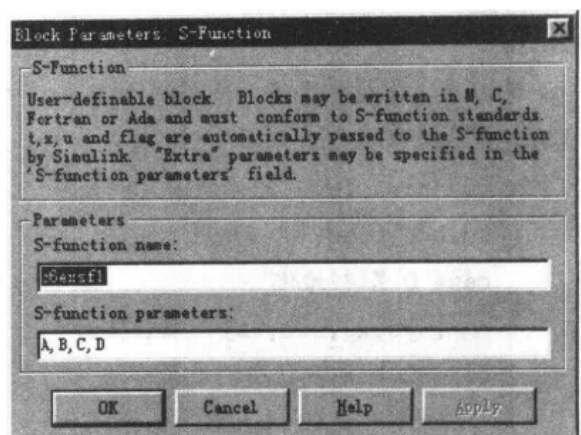 Block Parameters: S-Function
S-Function
User-definable block. Blocks may be written in M, C,
Fortran or Ada and must conform to S-function standards.
t,x,u and flag are automatically passed to the S-function
by Simulink. "Extra" parameters may be specified in the
'S-function parameters' field.
Parameters
S-function name:
c6exsf1
S-function parameters:
A, B, C, D
OK
Cancel
Help
Apply